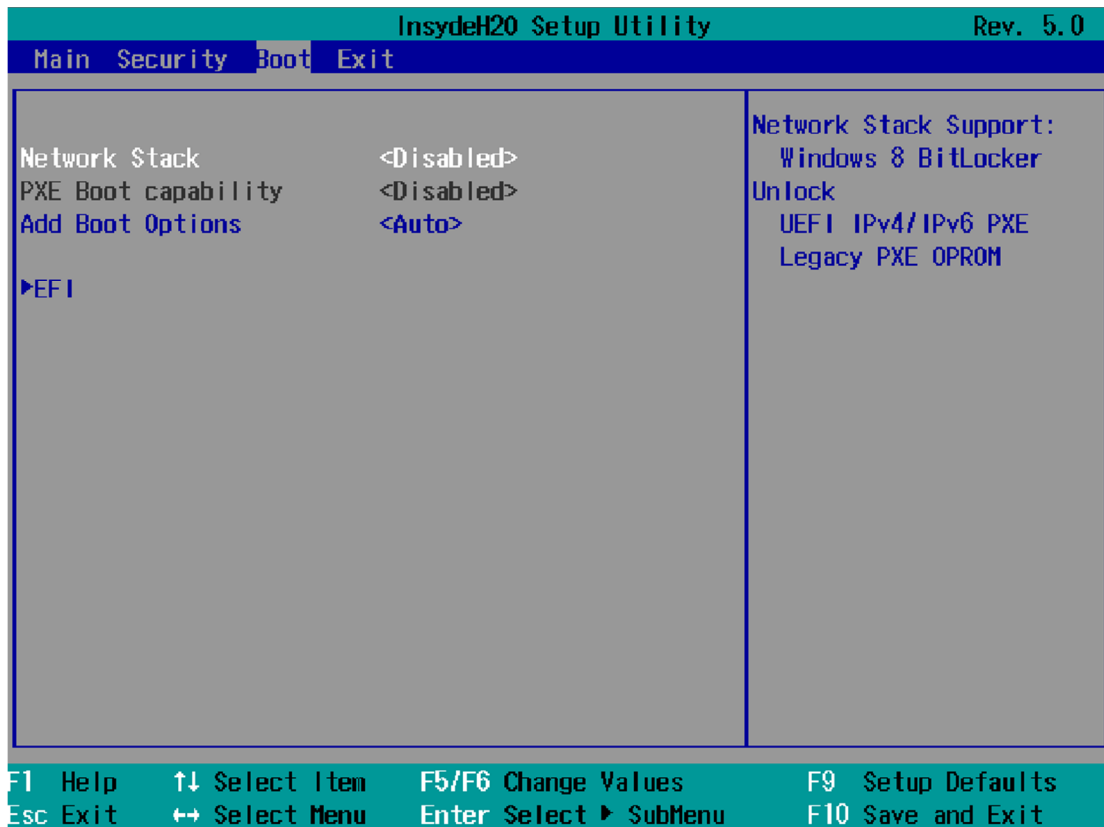 InsydeH20 Setup Utility Rev. 5.0
Main Security Boot Exit
Network Stack <Disabled>
PXE Boot capability <Disabled>
Add Boot Options <Auto>
▶EFI
Network Stack Support:
Windows 8 BitLocker
Unlock
UEFI IPv4/IPv6 PXE
Legacy PXE OPROM
F1 Help ↑↓ Select Item F5/F6 Change Values F9 Setup Defaults
Esc Exit ←→ Select Menu Enter Select ▶ SubMenu F10 Save and Exit